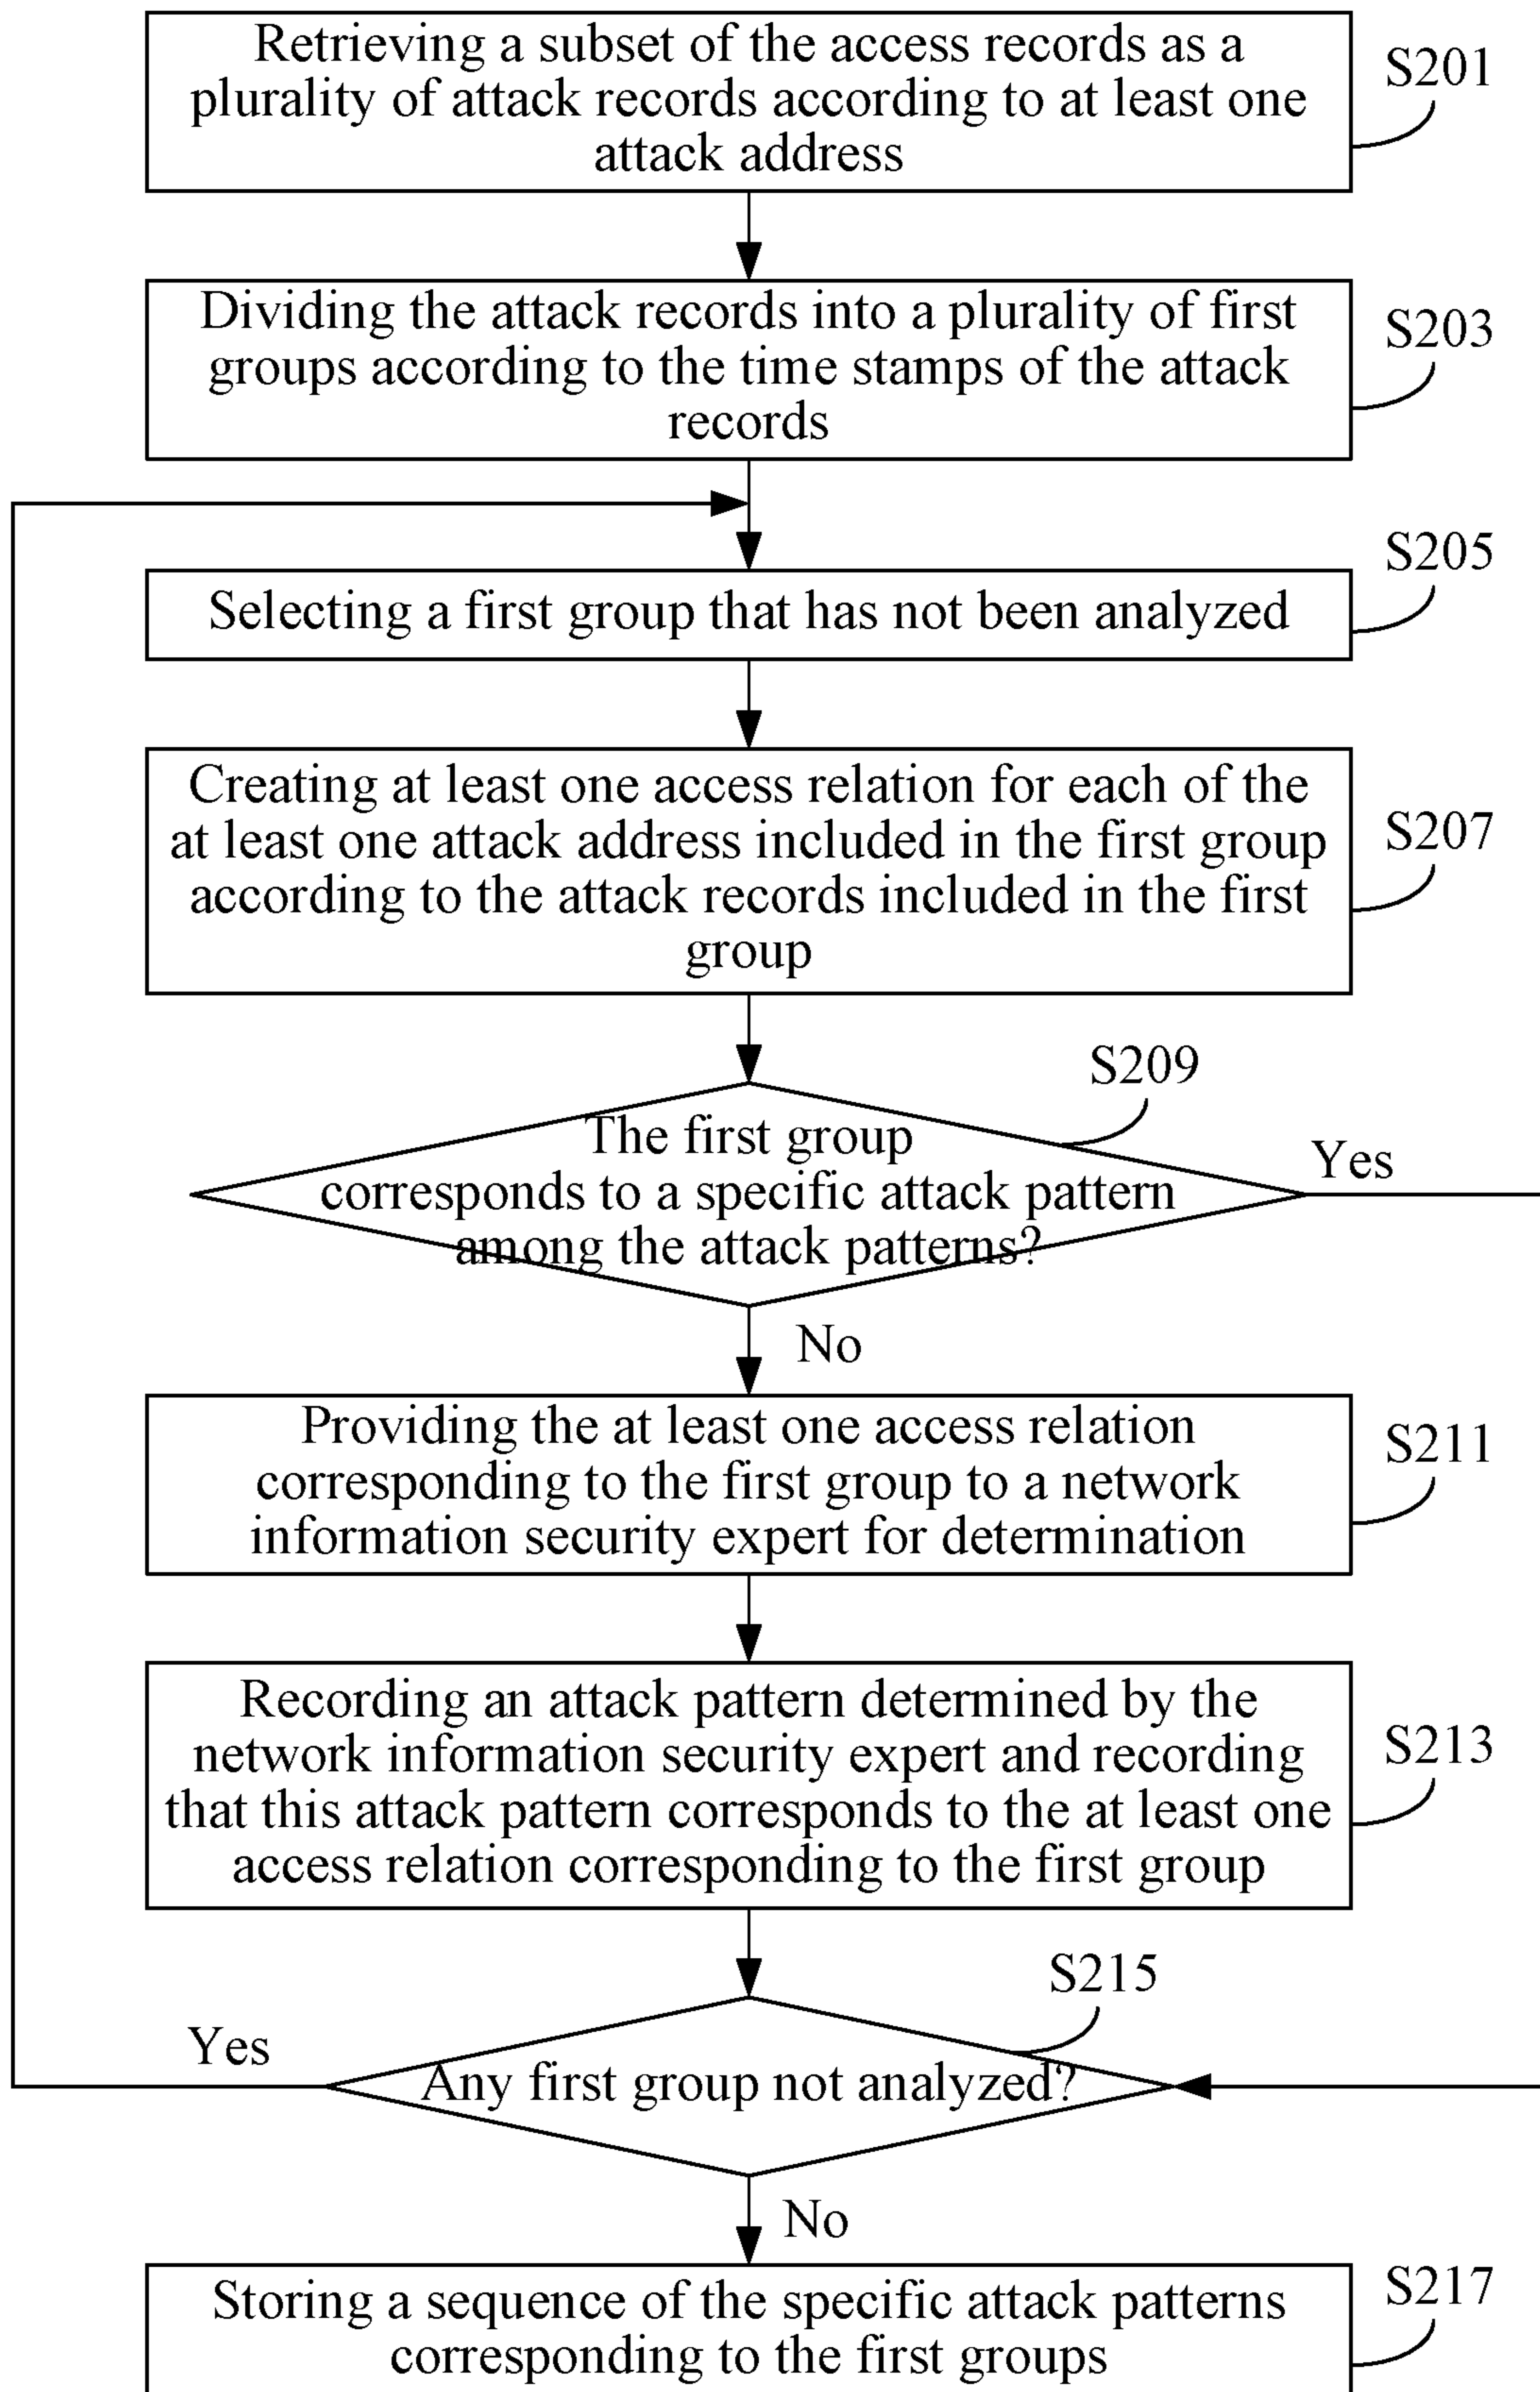 Retrieving a subset of the access records as a
plurality of attack records according to at least one
attack address
S201
Dividing the attack records into a plurality of first
groups according to the time stamps of the attack
records
S203
Selecting a first group that has not been analyzed
S205
Creating at least one access relation for each of the
at least one attack address included in the first group
according to the attack records included in the first
group
S207
S209
The first group
corresponds to a specific attack pattern
among the attack patterns?
Yes
No
Providing the at least one access relation
corresponding to the first group to a network
information security expert for determination
S211
Recording an attack pattern determined by the
network information security expert and recording
that this attack pattern corresponds to the at least one
access relation corresponding to the first group
S213
S215
Yes
Any first group not analyzed?
No
Storing a sequence of the specific attack patterns
corresponding to the first groups
S217